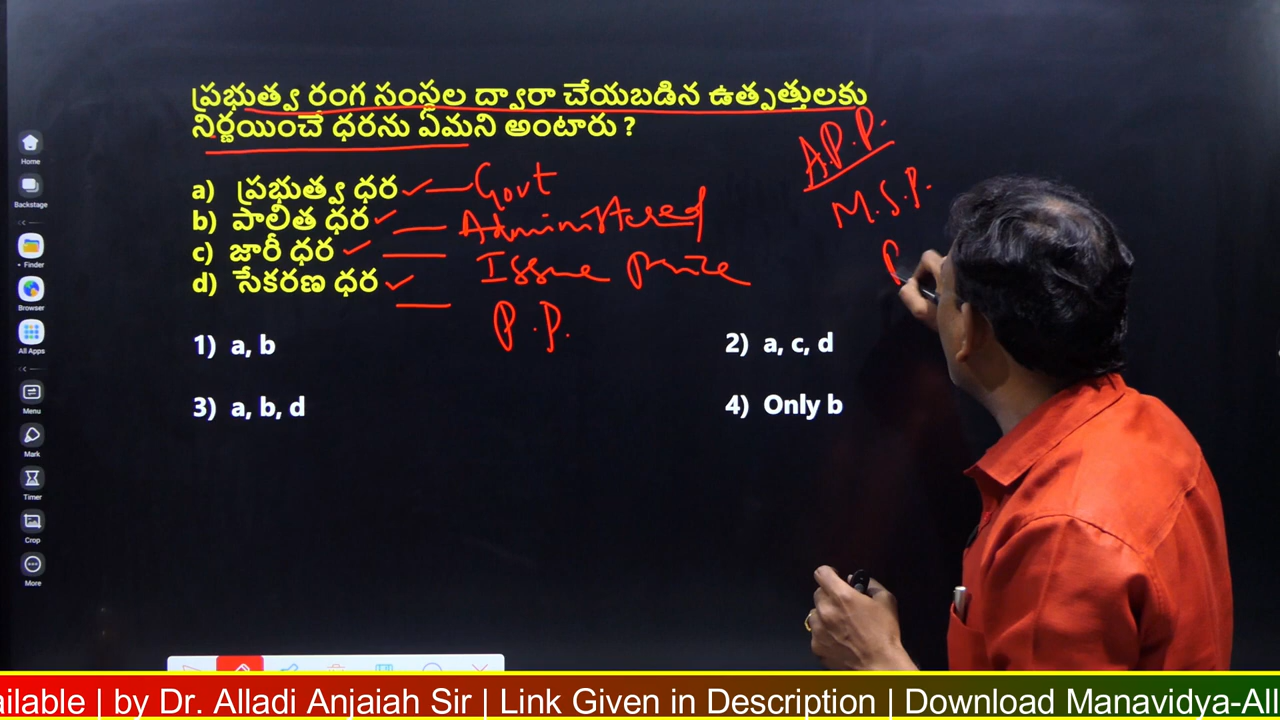 ప్రభుత్వ రంగ సంస్థల ద్వారా చేయబడిన ఉత్పత్తులకు
నిర్ణయించే ధరను ఏమని అంటారు ?
a) ప్రభుత్వ ధర Govt
b) పాలిత ధర Administered
c) జారీ ధర Issue price
d) సేకరణ ధర P.P.
A.P.P.
M.S.P.
1) a, b
2) a, c, d
3) a, b, d
4) Only b
Home
Backstage
Finder
Browser
All Apps
Menu
Mark
Timer
Crop
More
ailable | by Dr. Alladi Anjaiah Sir | Link Given in Description | Download Manavidya-All